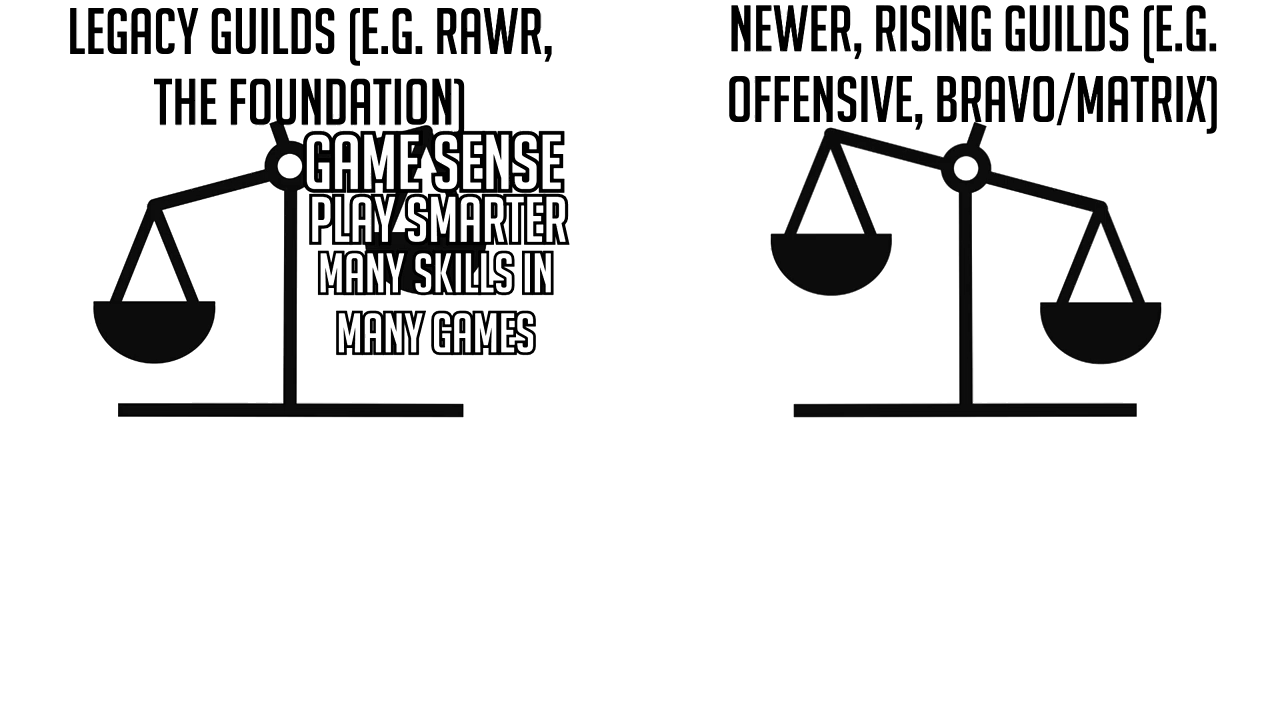 LEGACY GUILDS (E.G. RAWR,
THE FOUNDATION)
GAME SENSE
PLAY SMARTER
MANY SKILLS IN
MANY GAMES
NEWER, RISING GUILDS (E.G.
OFFENSIVE, BRAVO/MATRIX)